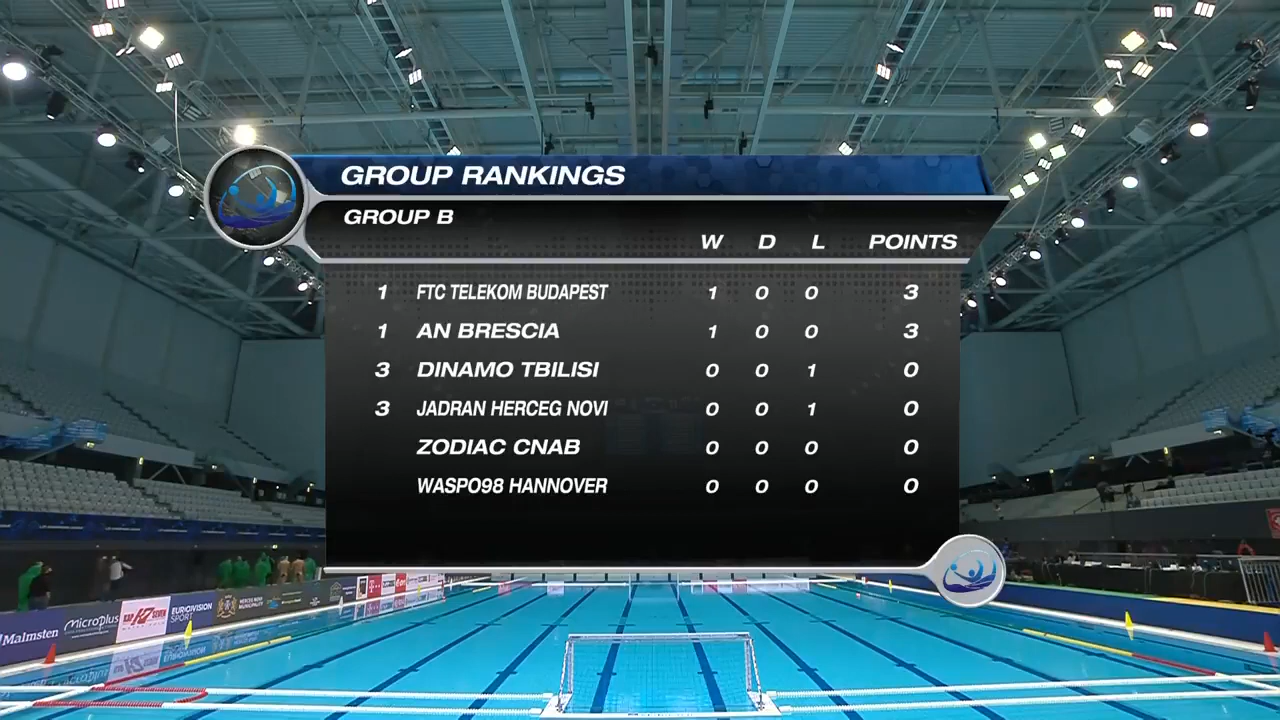 GROUP RANKINGS
GROUP B
W D L POINTS
1 FTC TELEKOM BUDAPEST 1 0 0 3
1 AN BRESCIA 1 0 0 3
3 DINAMO TBILISI 0 0 1 0
3 JADRAN HERCEG NOVI 0 0 1 0
ZODIAC CNAB 0 0 0 0
WASPO98 HANNOVER 0 0 0 0
Malmsten
Microplus
KAP7
EUROVISION
SPORT